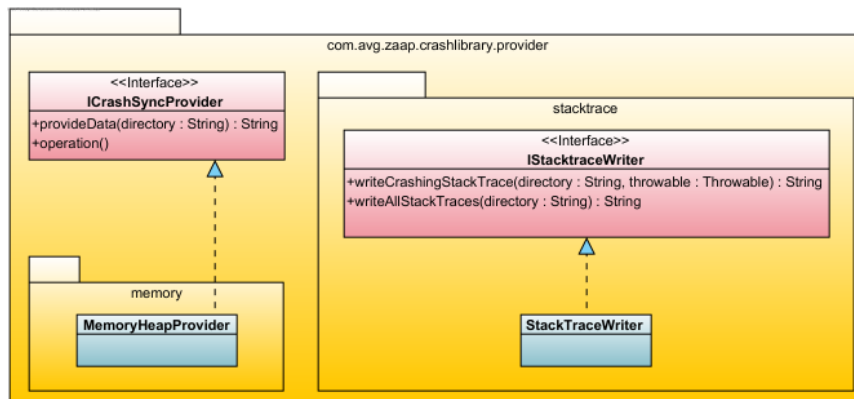 com.avg.zaap.crashlibrary.provider
<<Interface>>
ICrashSyncProvider
+provideData(directory : String) : String
+operation()
stacktrace
<<Interface>>
IStacktraceWriter
+writeCrashingStackTrace(directory : String, throwable : Throwable) : String
+writeAllStackTraces(directory : String) : String
memory
MemoryHeapProvider
StackTraceWriter